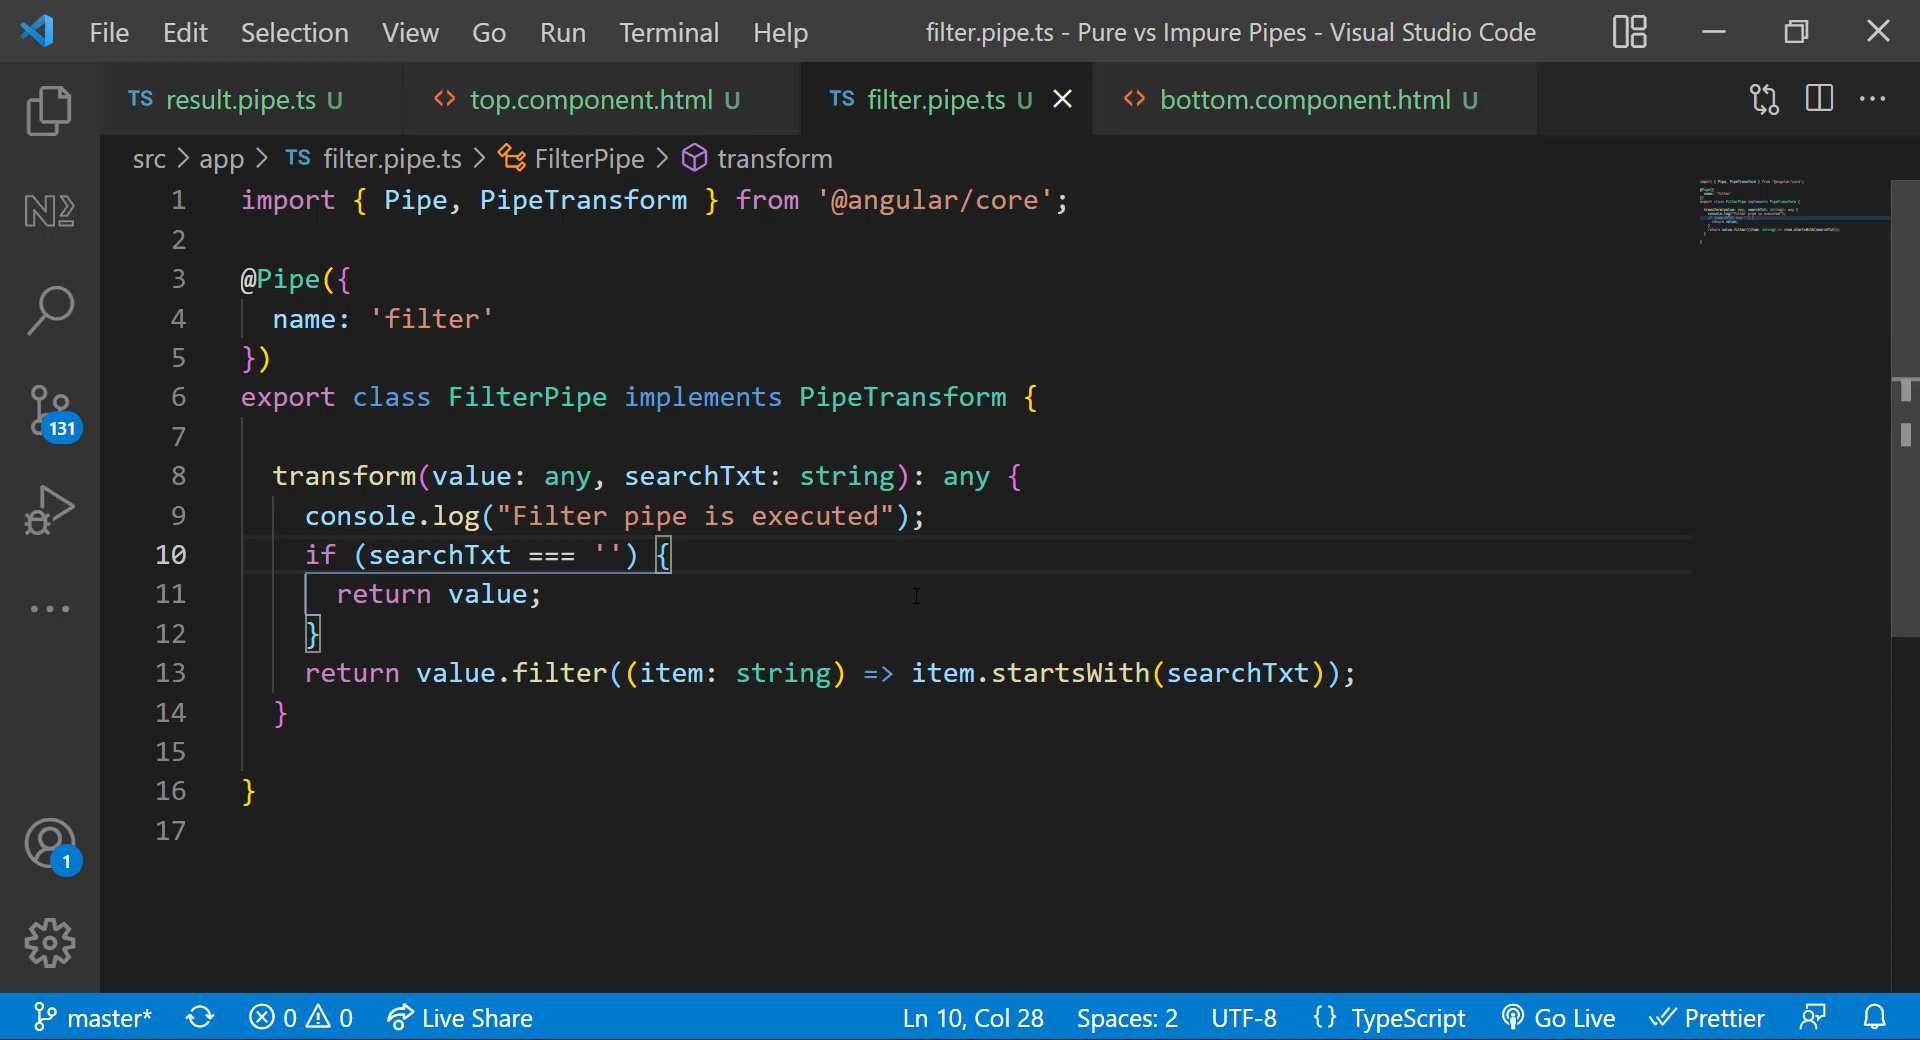 File Edit Selection View Go Run Terminal Help filter.pipe.ts - Pure vs Impure Pipes - Visual Studio Code
TS result.pipe.ts U <> top.component.html U TS filter.pipe.ts U <> bottom.component.html U
src > app > TS filter.pipe.ts > FilterPipe > transform
1 import { Pipe, PipeTransform } from '@angular/core';
2
3 @Pipe({
4 name: 'filter'
5 })
6 export class FilterPipe implements PipeTransform {
7
8 transform(value: any, searchTxt: string): any {
9 console.log("Filter pipe is executed");
10 if (searchTxt === '') {
11 return value;
12 }
13 return value.filter((item: string) => item.startsWith(searchTxt));
14 }
15
16 }
17
131
1
master* 0 0 Live Share Ln 10, Col 28 Spaces: 2 UTF-8 {} TypeScript Go Live Prettier